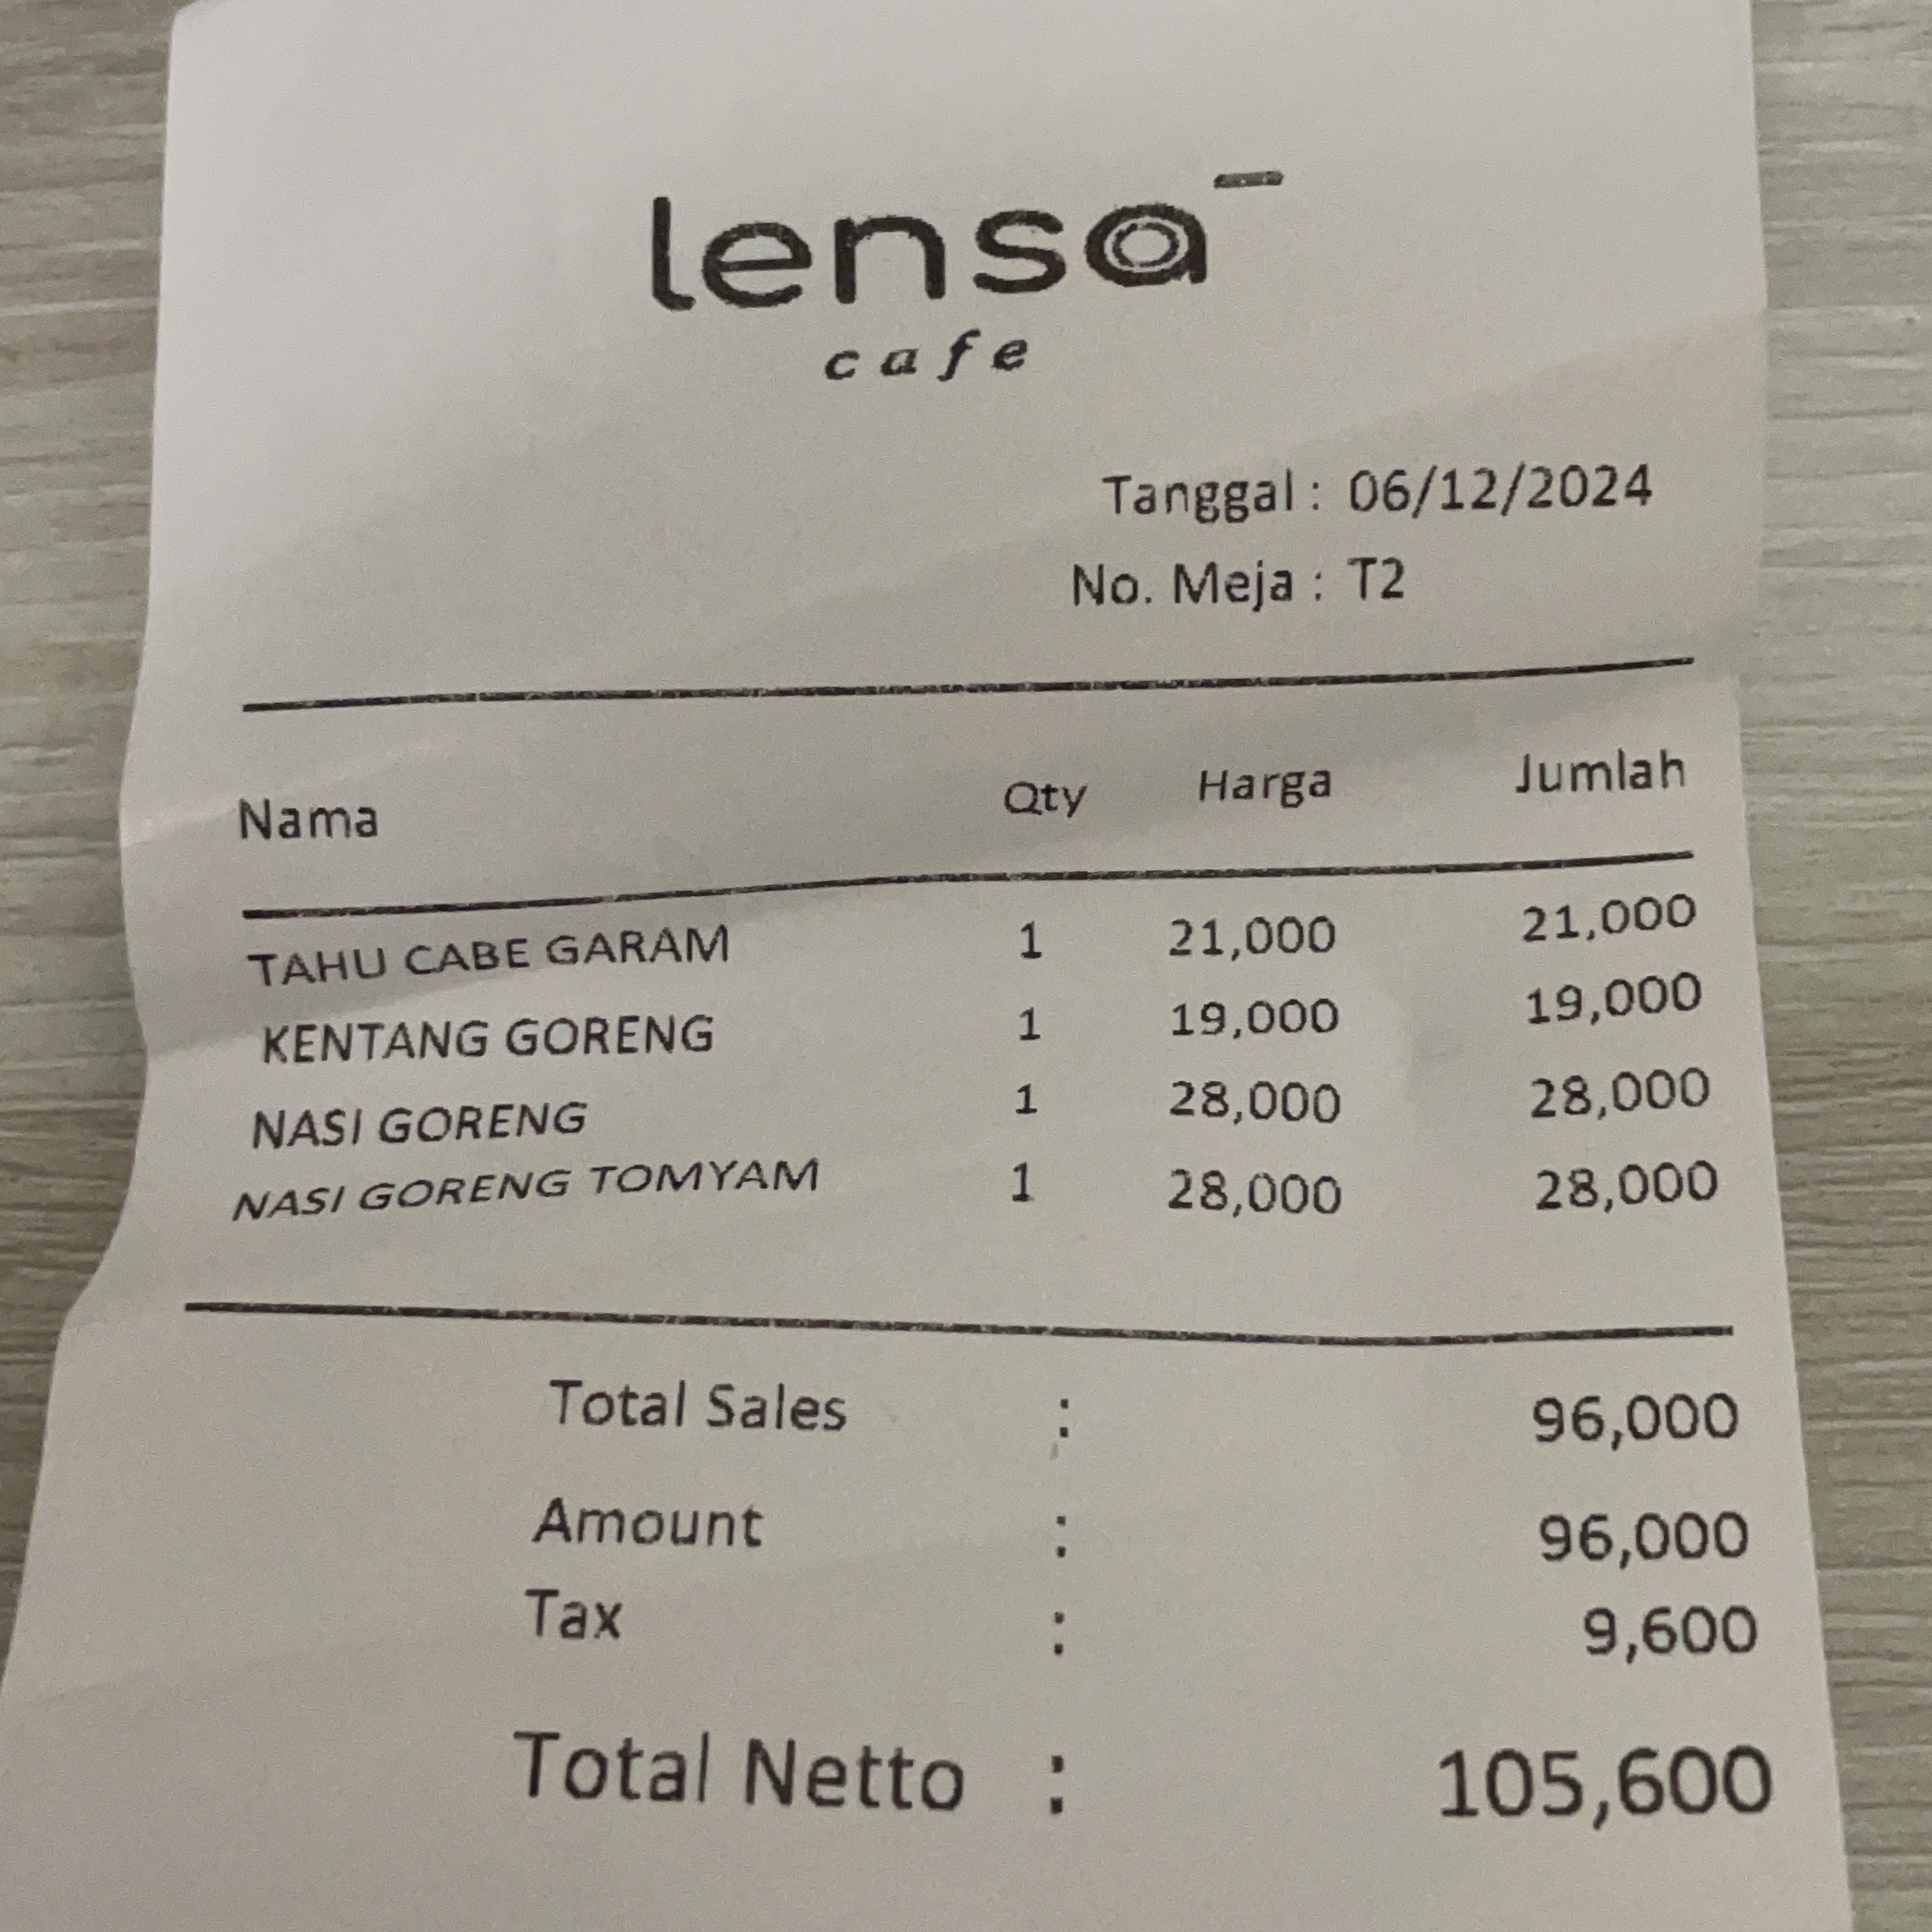 lensa
cafe
Tanggal : 06/12/2024
No. Meja : T2
Nama Qty Harga Jumlah
TAHU CABE GARAM 1 21,000 21,000
KENTANG GORENG 1 19,000 19,000
NASI GORENG 1 28,000 28,000
NASI GORENG TOMYAM 1 28,000 28,000
Total Sales : 96,000
Amount : 96,000
Tax : 9,600
Total Netto : 105,600